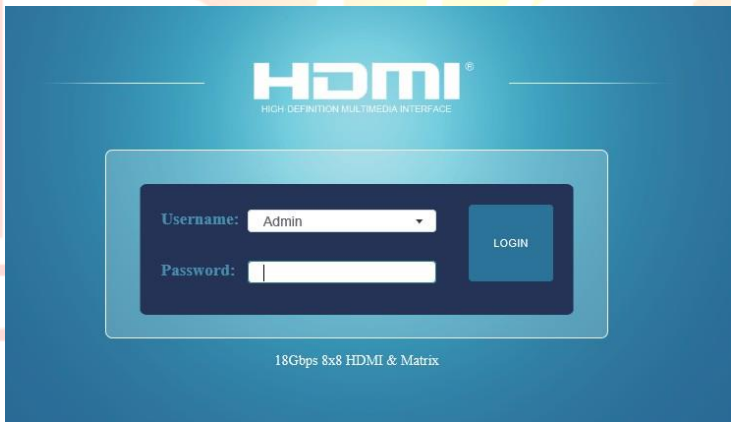 HDMI®
HIGH-DEFINITION MULTIMEDIA INTERFACE
Username: Admin
LOGIN
Password:
18Gbps 8x8 HDMI & Matrix